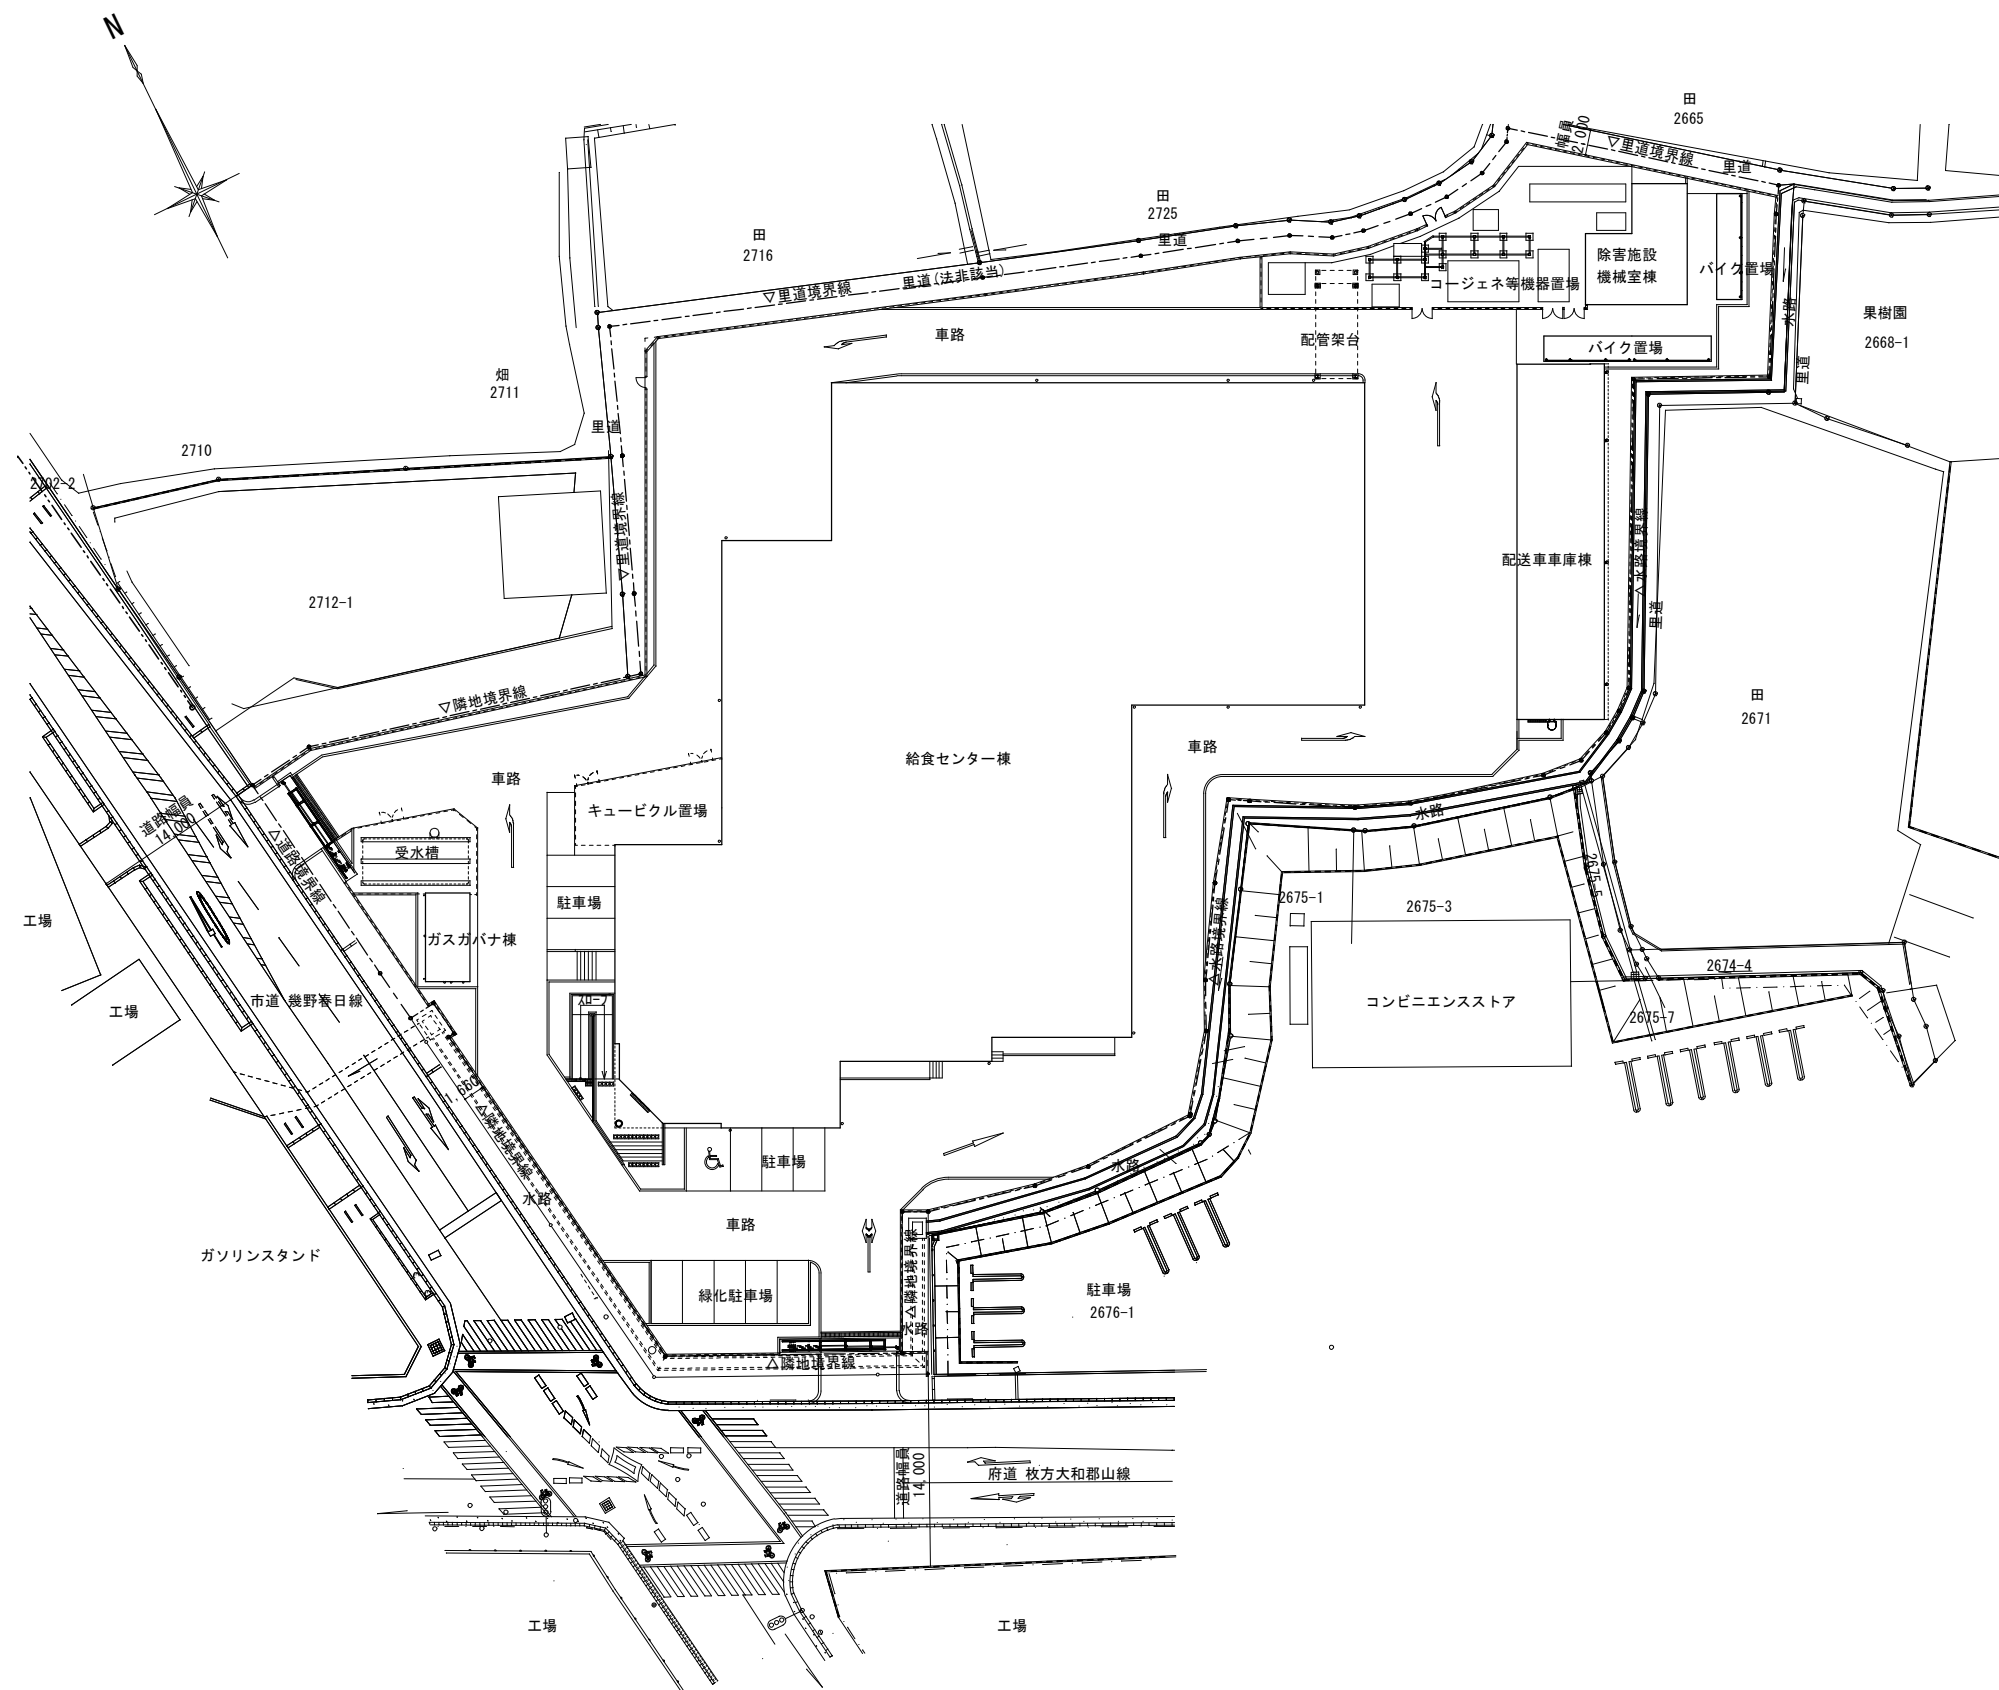 N
田
2665
幅員
2,000
▽里道境界線
里道
田
2725
里道
田
2716
里道(法非該当)
▽里道境界線
除害施設
機械室棟
バイク置場
コージェネ等機器置場
水路
果樹園
2668-1
車路
配管架台
バイク置場
里道
畑
2711
里道
2710
2702-2
▽里道境界線
配送車車庫棟
△水路境界線
里道
2712-1
▽隣地境界線
田
2671
車路
給食センター棟
車路
キュービクル置場
道路幅員
14,000
△道路境界線
受水槽
水路
2675-5
駐車場
2675-1
2675-3
工場
ガスガバナ棟
△水路境界線
2674-4
工場
市道 幾野春日線
スロープ
コンビニエンスストア
2675-7
△隣地境界線
駐車場
水路
水路
車路
ガソリンスタンド
△隣地境界線
緑化駐車場
駐車場
2676-1
水路
△隣地境界線
道路幅員
14,000
府道 枚方大和郡山線
工場
工場